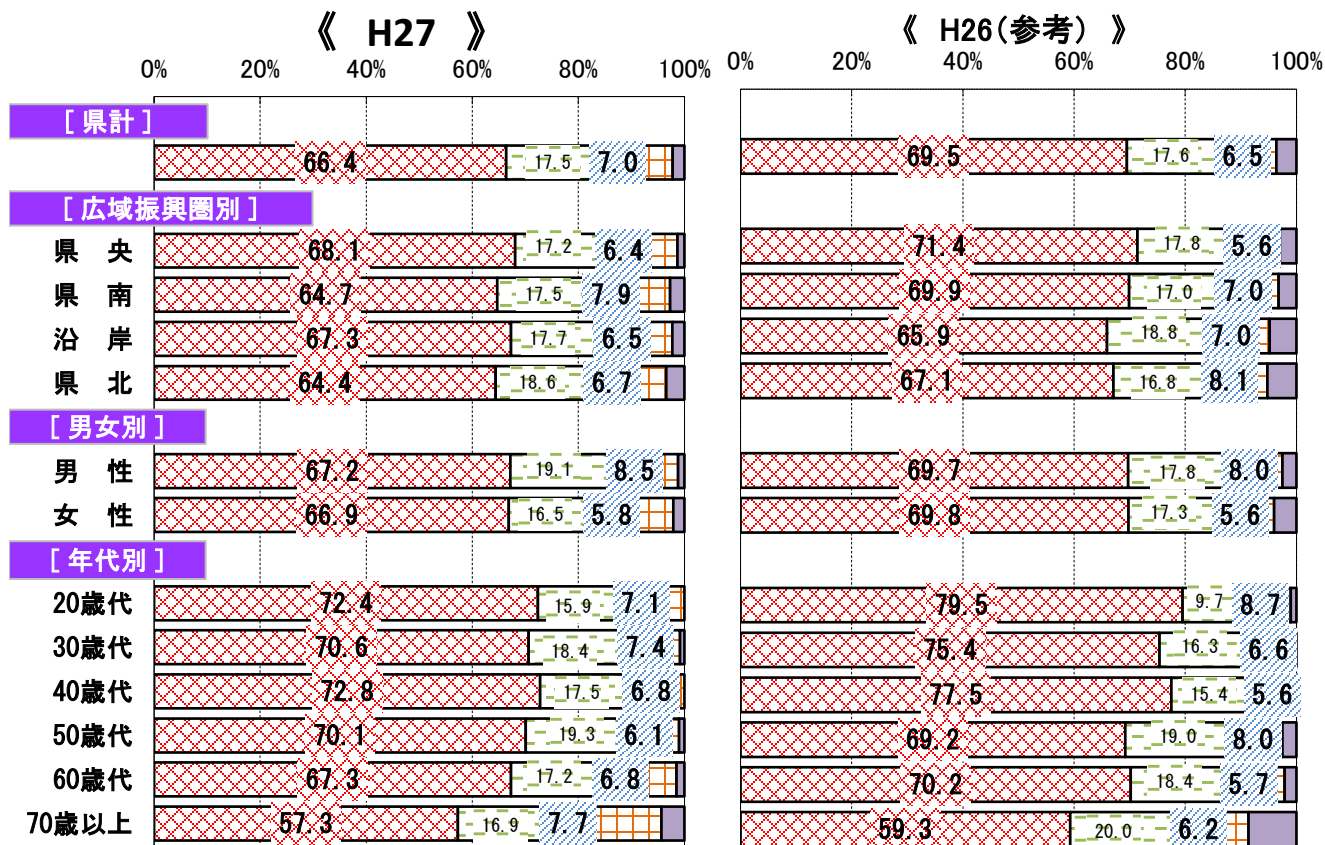 《 H27 》
《 H26(参考) 》
0% 20% 40% 60% 80% 100%
0% 20% 40% 60% 80% 100%
[ 県計 ]
66.4 17.5 7.0
69.5 17.6 6.5
[ 広域振興圏別 ]
県 央 68.1 17.2 6.4
71.4 17.8 5.6
県 南 64.7 17.5 7.9
69.9 17.0 7.0
沿 岸 67.3 17.7 6.5
65.9 18.8 7.0
県 北 64.4 18.6 6.7
67.1 16.8 8.1
[ 男女別 ]
男 性 67.2 19.1 8.5
69.7 17.8 8.0
女 性 66.9 16.5 5.8
69.8 17.3 5.6
[ 年代別 ]
20歳代 72.4 15.9 7.1
79.5 9.7 8.7
30歳代 70.6 18.4 7.4
75.4 16.3 6.6
40歳代 72.8 17.5 6.8
77.5 15.4 5.6
50歳代 70.1 19.3 6.1
69.2 19.0 8.0
60歳代 67.3 17.2 6.8
70.2 18.4 5.7
70歳以上 57.3 16.9 7.7
59.3 20.0 6.2